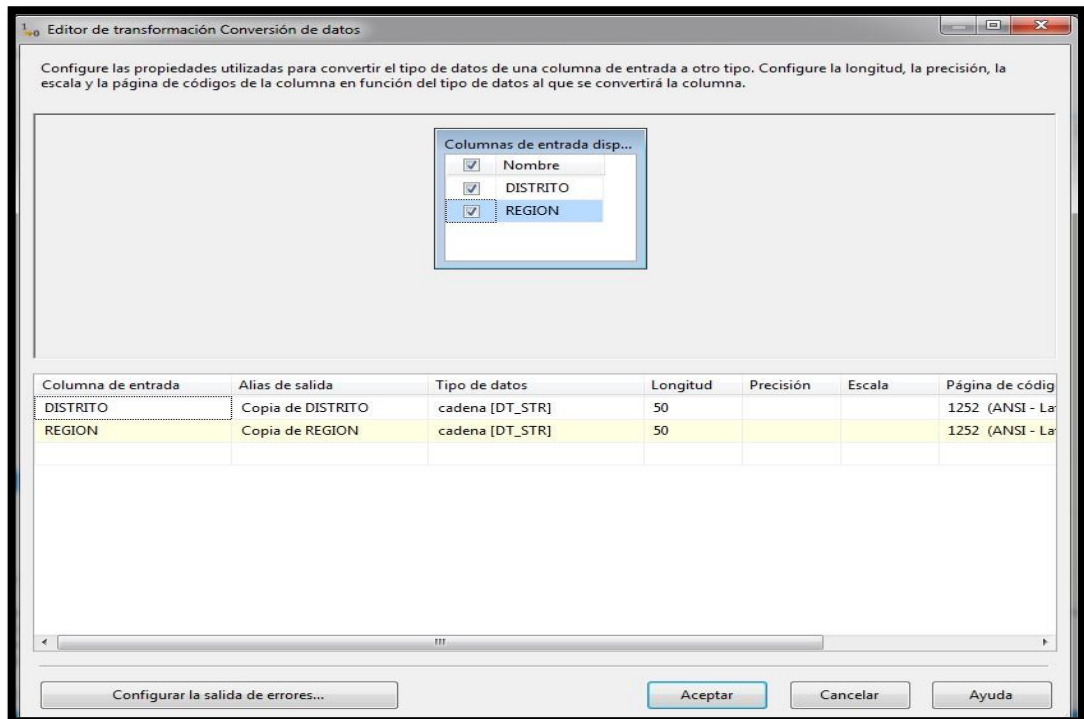 Editor de transformación Conversión de datos
Configure las propiedades utilizadas para convertir el tipo de datos de una columna de entrada a otro tipo. Configure la longitud, la precisión, la
escala y la página de códigos de la columna en función del tipo de datos al que se convertirá la columna.
Columnas de entrada disp...
Nombre
DISTRITO
REGION
Columna de entrada Alias de salida Tipo de datos Longitud Precisión Escala Página de códig
DISTRITO Copia de DISTRITO cadena [DT_STR] 50 1252 (ANSI - La
REGION Copia de REGION cadena [DT_STR] 50 1252 (ANSI - La
Configurar la salida de errores... Aceptar Cancelar Ayuda